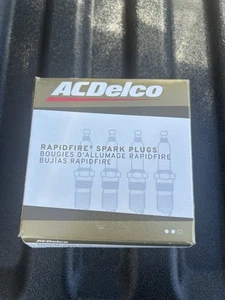 ACDelco
RAPIDFIRE® SPARK PLUGS
BOUGIES D'ALLUMAGE RAPIDFIRE
BUJÍAS RAPIDFIRE
ACDelco